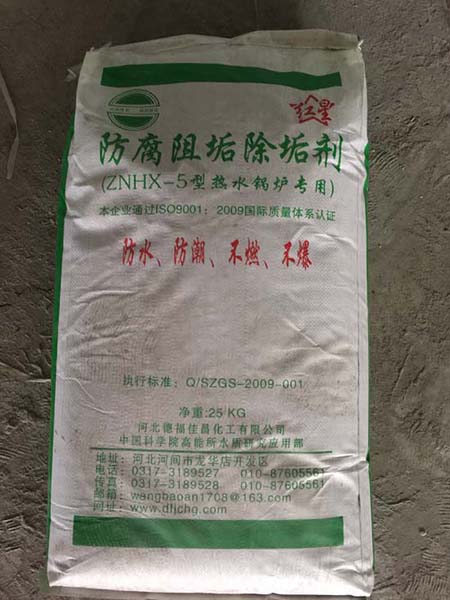 红星
防腐阻垢除垢剂
(ZNHX-5型热水锅炉专用)
本企业通过ISO9001：2009国际质量体系认证
防水、防潮、不燃、不爆
执行标准：Q/SZGS-2009-001
净重:25KG
河北德福佳昌化工有限公司
中国科学院高能所水质研究应用部
地址：河北河间市龙华店开发区
电话：0317-3189527 010-87605561
传真：0317-3189528 010-87605561
邮箱：wangbaoan1708@163.com
网址：www.dfjchg.com